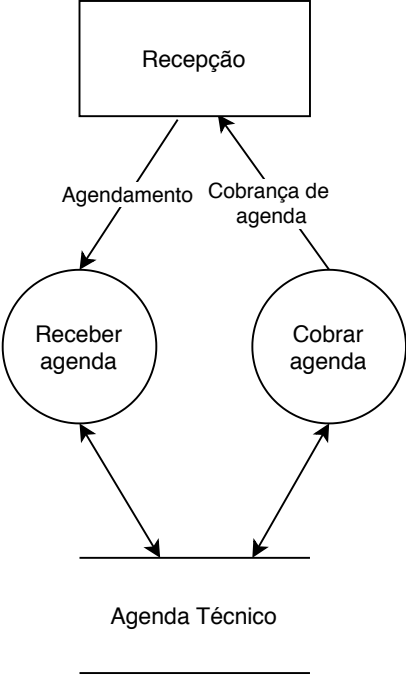 Recepção
Agendamento
Cobrança de
agenda
Receber
agenda
Cobrar
agenda
Agenda Técnico